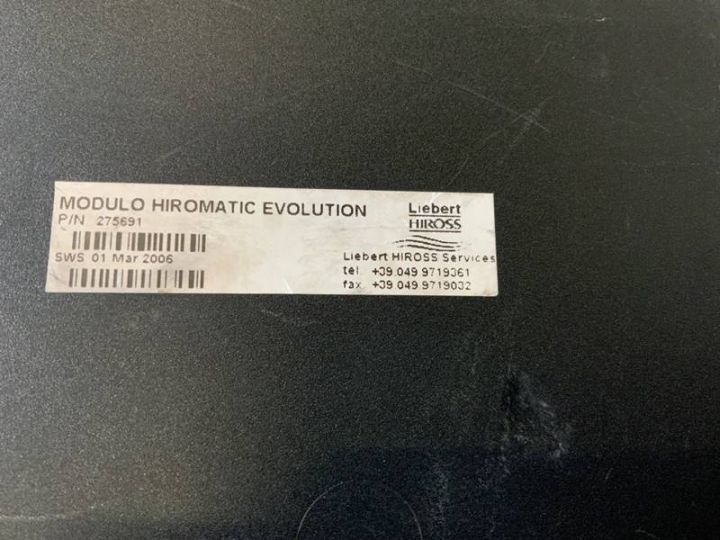 MODULO HIROMATIC EVOLUTION
P/N 275691
SWS 01 Mar 2006
Liebert
HIROSS
Liebert HIROSS Services
tel. +39.049.9719361
fax +39.049.9719032